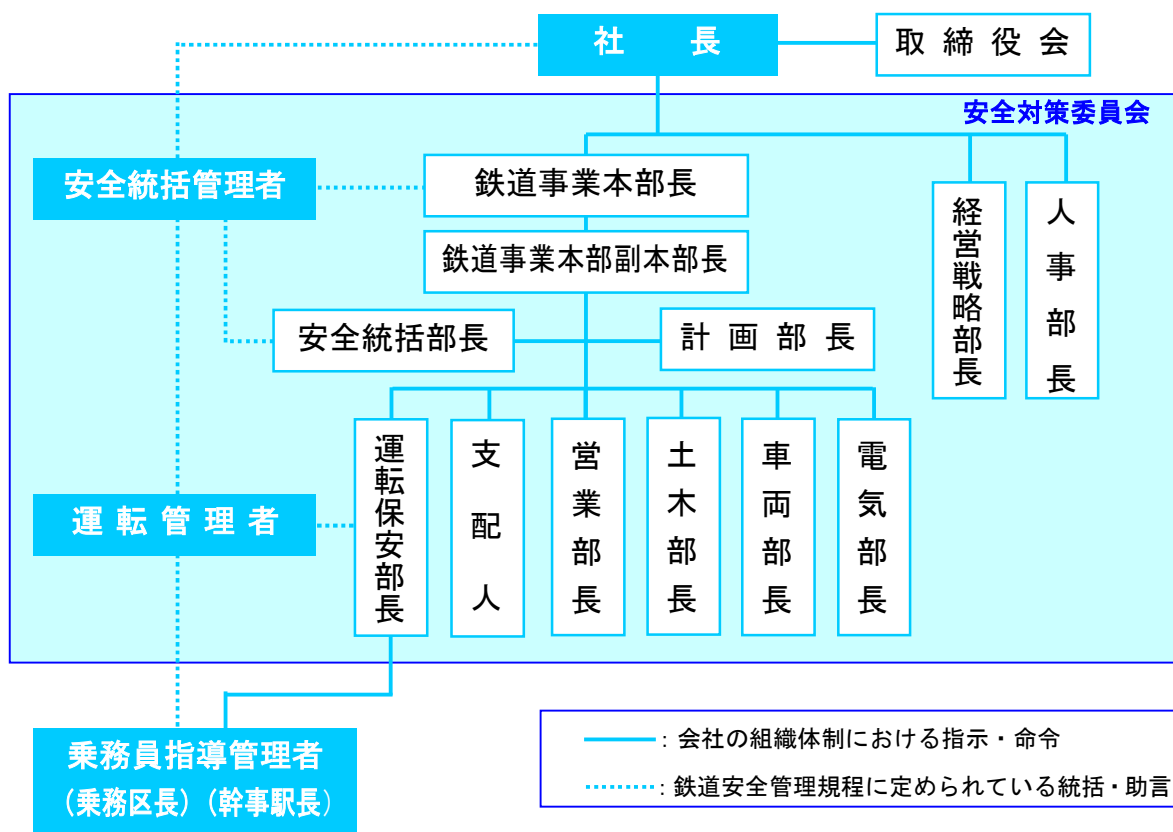 社長
取締役会
安全対策委員会
安全統括管理者
鉄道事業本部長
経営戦略部長
人事部長
鉄道事業本部副本部長
安全統括部長
計画部長
運転保安部長
支配人
営業部長
土木部長
車両部長
電気部長
運転管理者
乗務員指導管理者
(乗務区長)(幹事駅長)
:会社の組織体制における指示・命令
:鉄道安全管理規程に定められている統括・助言